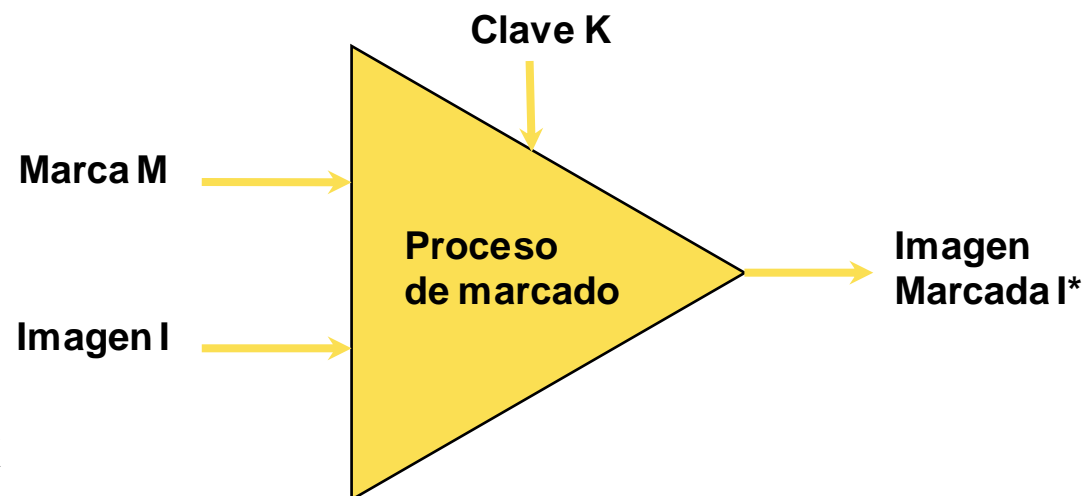 Clave K
Marca M
Proceso
de marcado
Imagen
Marcada I*
Imagen I